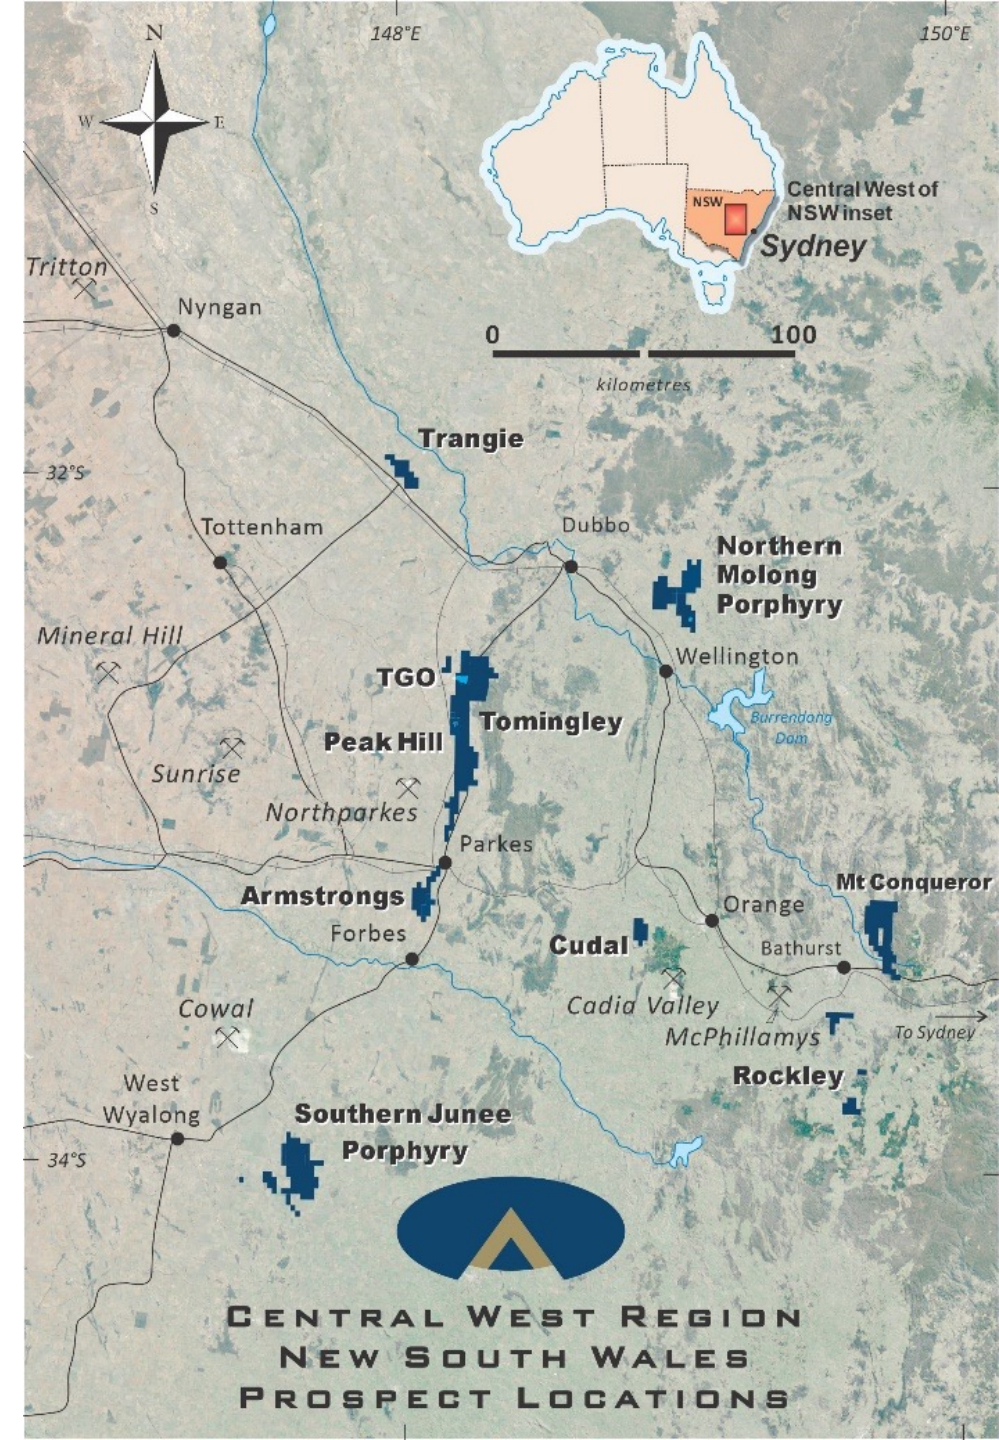 148°E
150°E
N
W
E
S
Central West of
NSW inset
NSW
Sydney
Tritton
Nyngan
0
100
kilometres
Trangie
32°S
Tottenham
Dubbo
Northern
Molong
Porphyry
Mineral Hill
Wellington
TGO
Tomingley
Burrendong
Dam
Peak Hill
Sunrise
Northparkes
Parkes
Mt Conqueror
Armstrongs
Orange
Forbes
Cudal
Bathurst
Cowal
Cadia Valley
McPhillamys
To Sydney
West
Wyalong
Rockley
Southern Junee
Porphyry
34°S
Central West Region
New South Wales
Prospect Locations